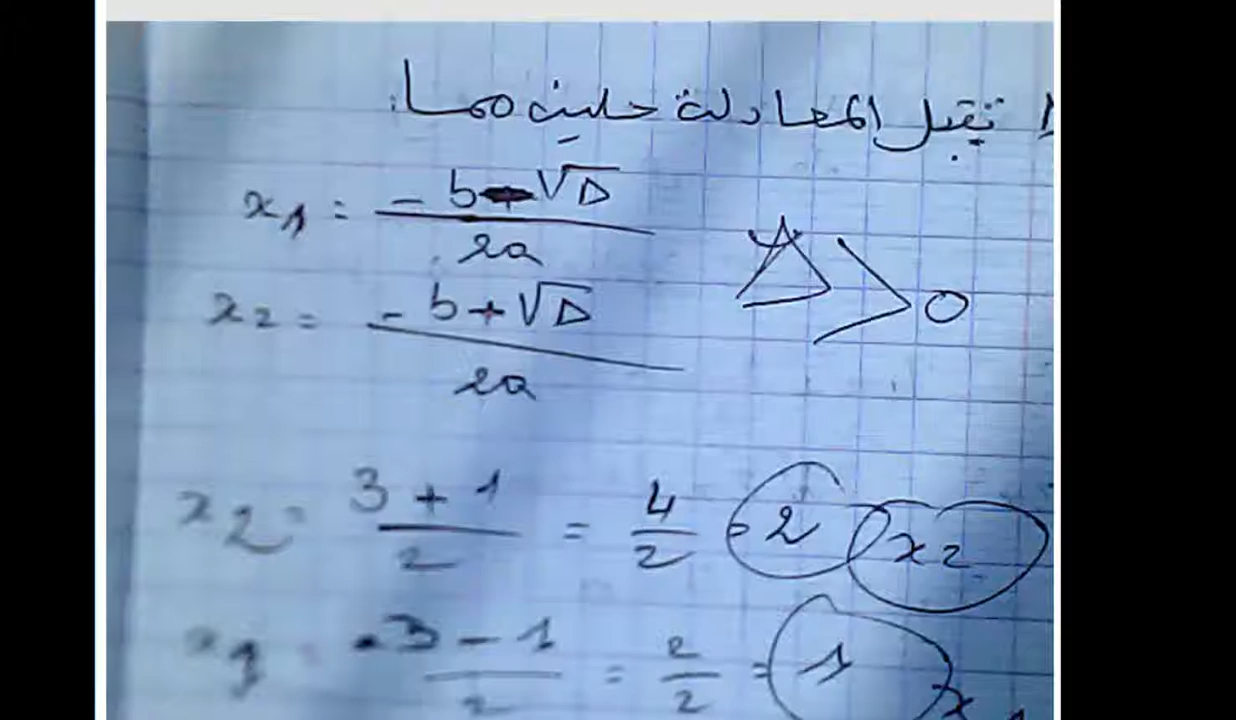 تقبل المعادلة حلين هما:
x₁ = (-b-√Δ)/2a
Δ > 0
x₂ = (-b+√Δ)/2a
x₂ = (3+1)/2 = 4/2 = 2 x₂
x₁ = (3-1)/2 = 2/2 = 1 x₁